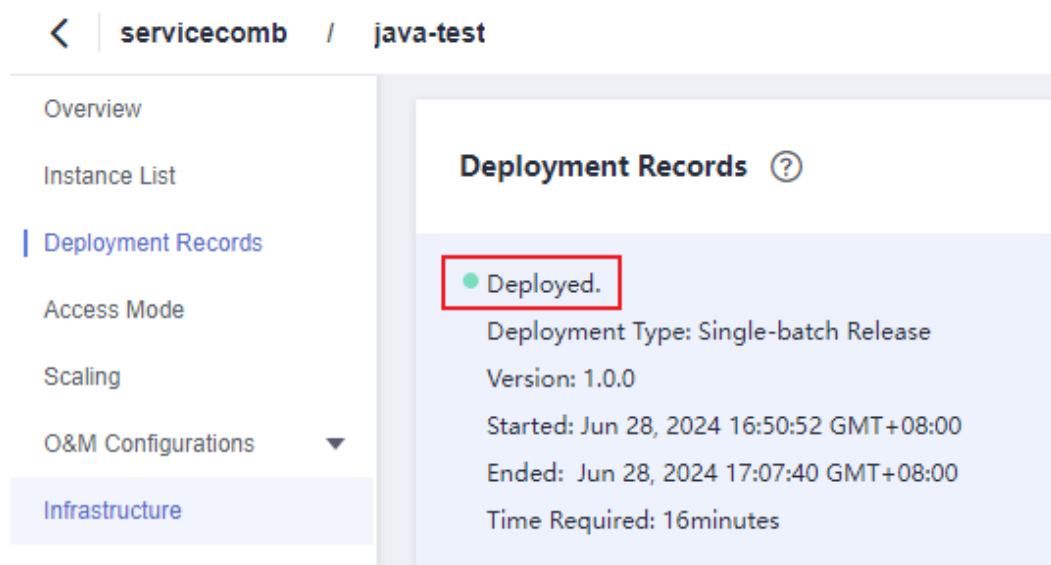 servicecomb / java-test
Overview
Instance List
Deployment Records
Access Mode
Scaling
O&M Configurations
Infrastructure
Deployment Records ?
Deployed.
Deployment Type: Single-batch Release
Version: 1.0.0
Started: Jun 28, 2024 16:50:52 GMT+08:00
Ended: Jun 28, 2024 17:07:40 GMT+08:00
Time Required: 16minutes